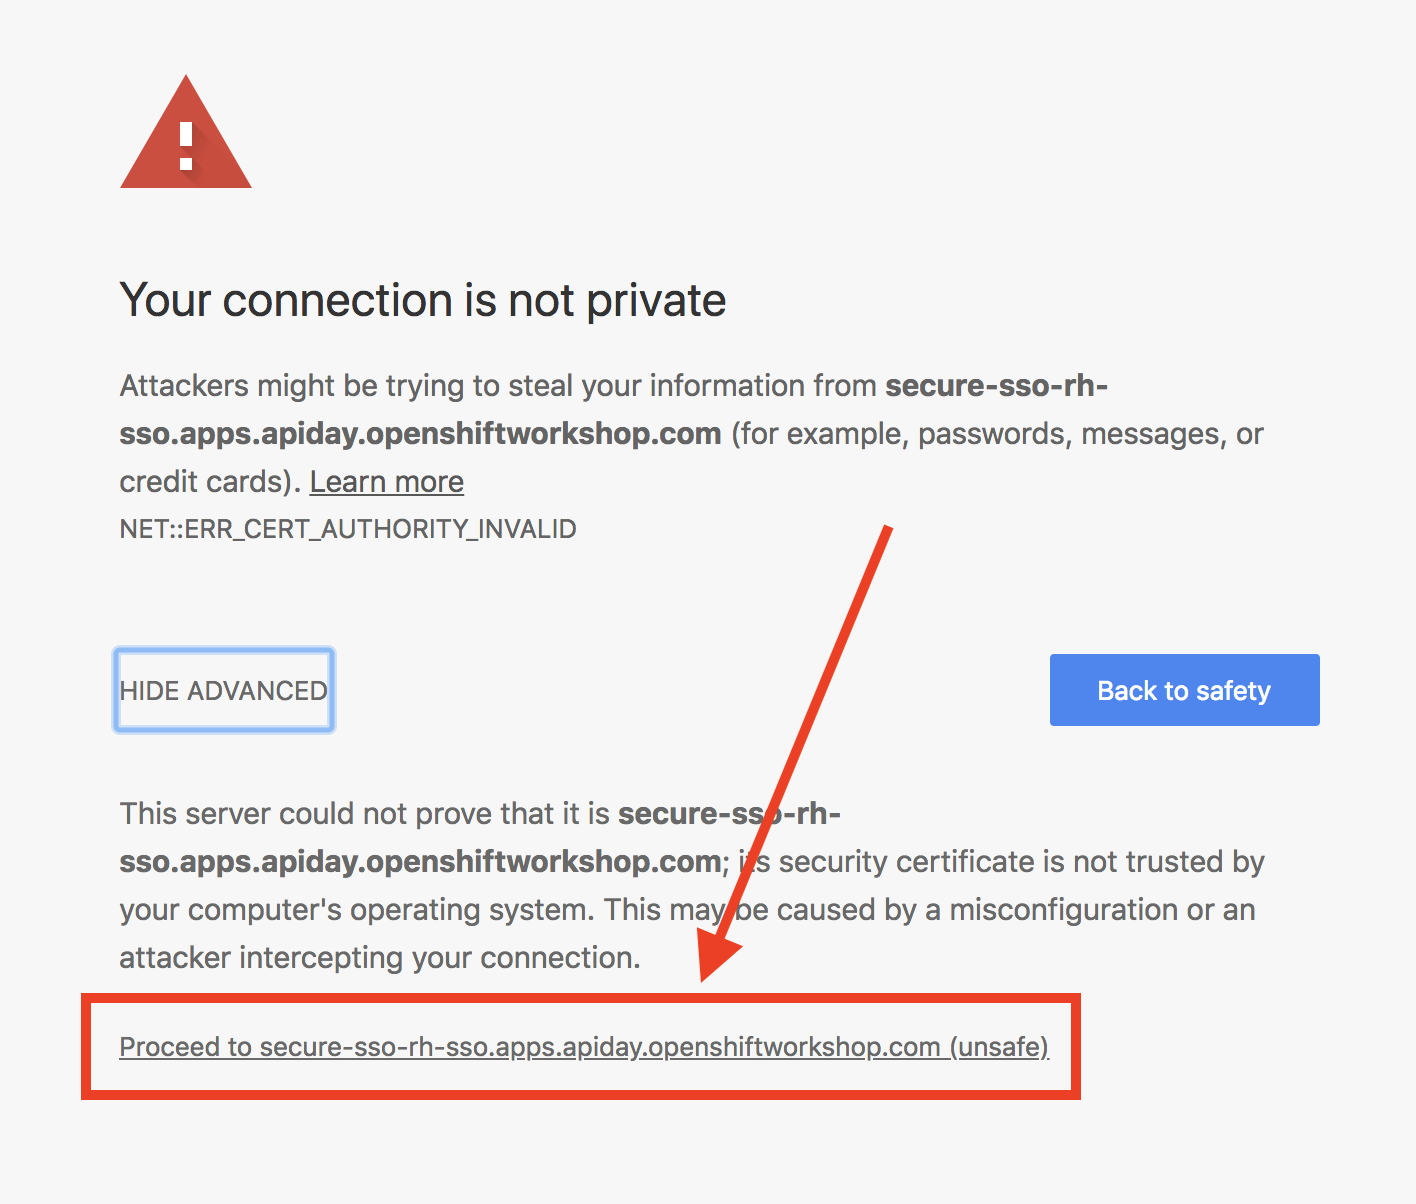 Your connection is not private
Attackers might be trying to steal your information from secure-sso-rh-
sso.apps.apiday.openshiftworkshop.com (for example, passwords, messages, or
credit cards). Learn more
NET::ERR_CERT_AUTHORITY_INVALID
HIDE ADVANCED
Back to safety
This server could not prove that it is secure-sso-rh-
sso.apps.apiday.openshiftworkshop.com; its security certificate is not trusted by
your computer's operating system. This may be caused by a misconfiguration or an
attacker intercepting your connection.
Proceed to secure-sso-rh-sso.apps.apiday.openshiftworkshop.com (unsafe)